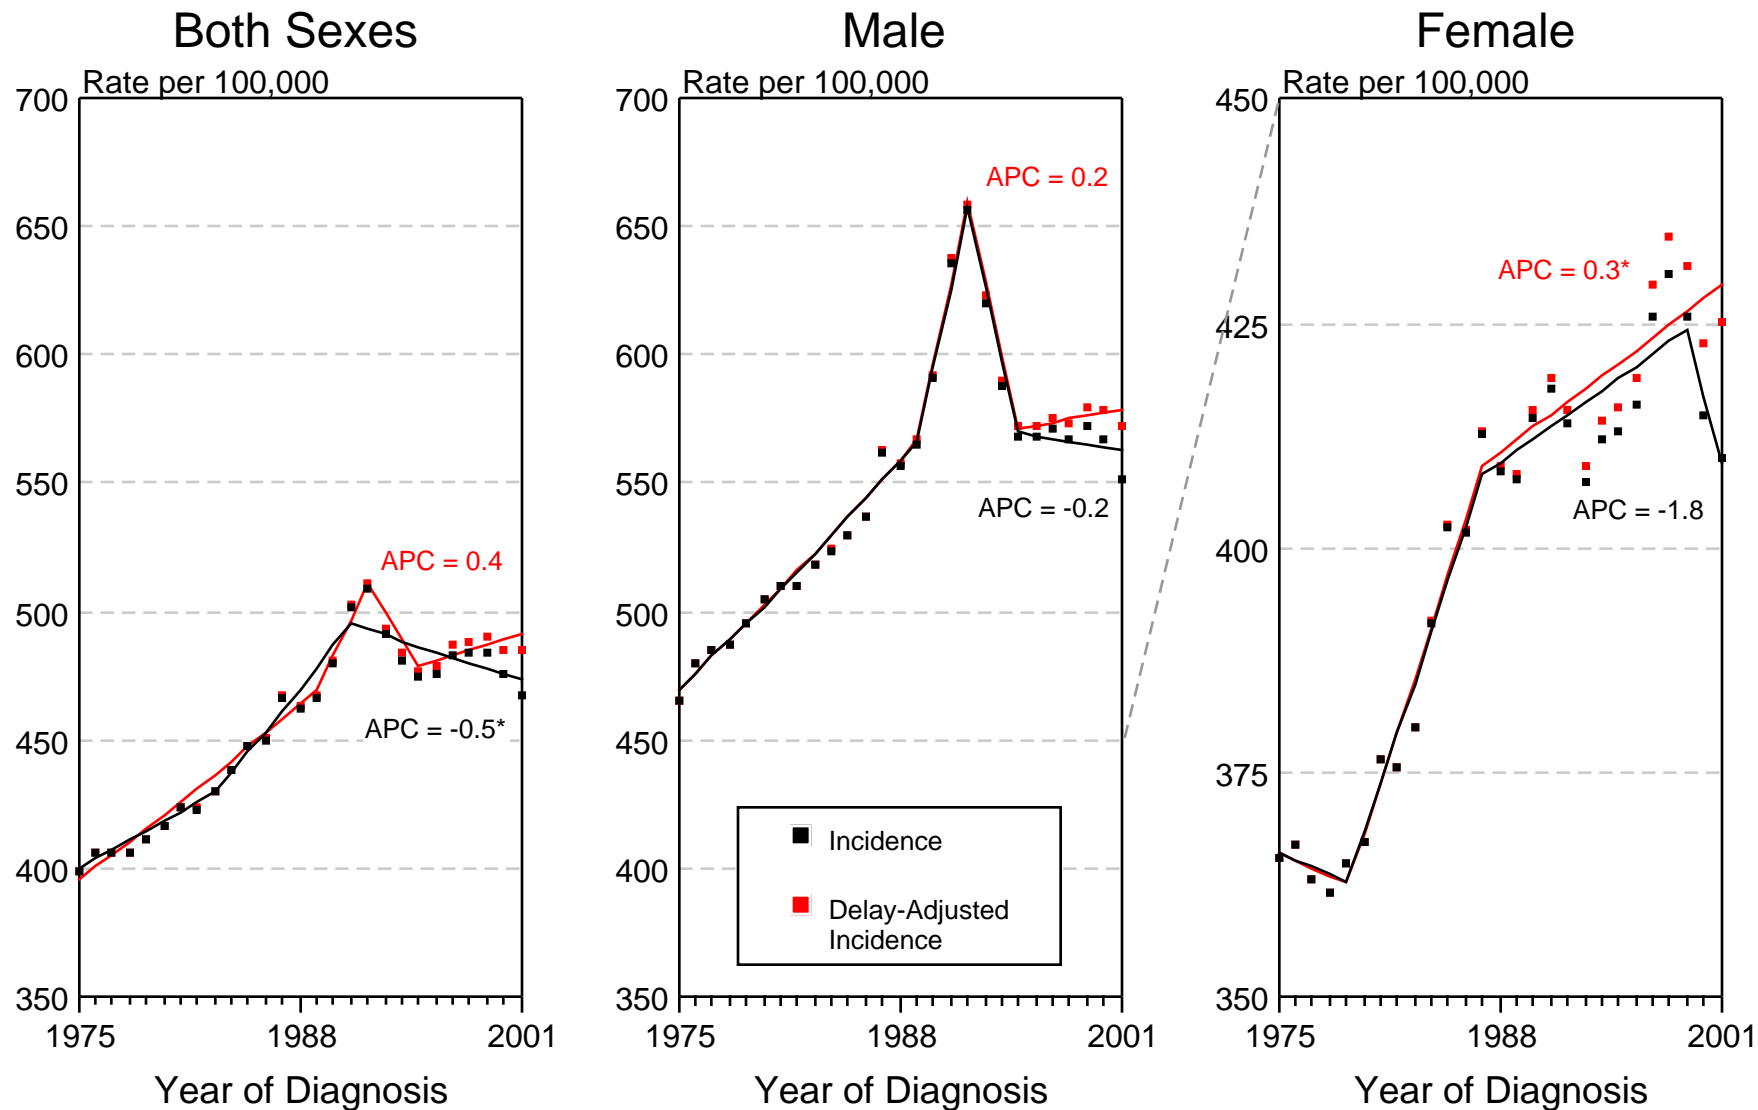 Both Sexes
Rate per 100,000
700
650
600
550
500
450
400
350
APC = 0.4
APC = -0.5*
1975
1988
2001
Year of Diagnosis
Male
Rate per 100,000
700
650
600
550
500
450
400
350
APC = 0.2
APC = -0.2
Incidence
Delay-Adjusted
Incidence
1975
1988
2001
Year of Diagnosis
Female
Rate per 100,000
450
425
400
375
350
APC = 0.3*
APC = -1.8
1975
1988
2001
Year of Diagnosis